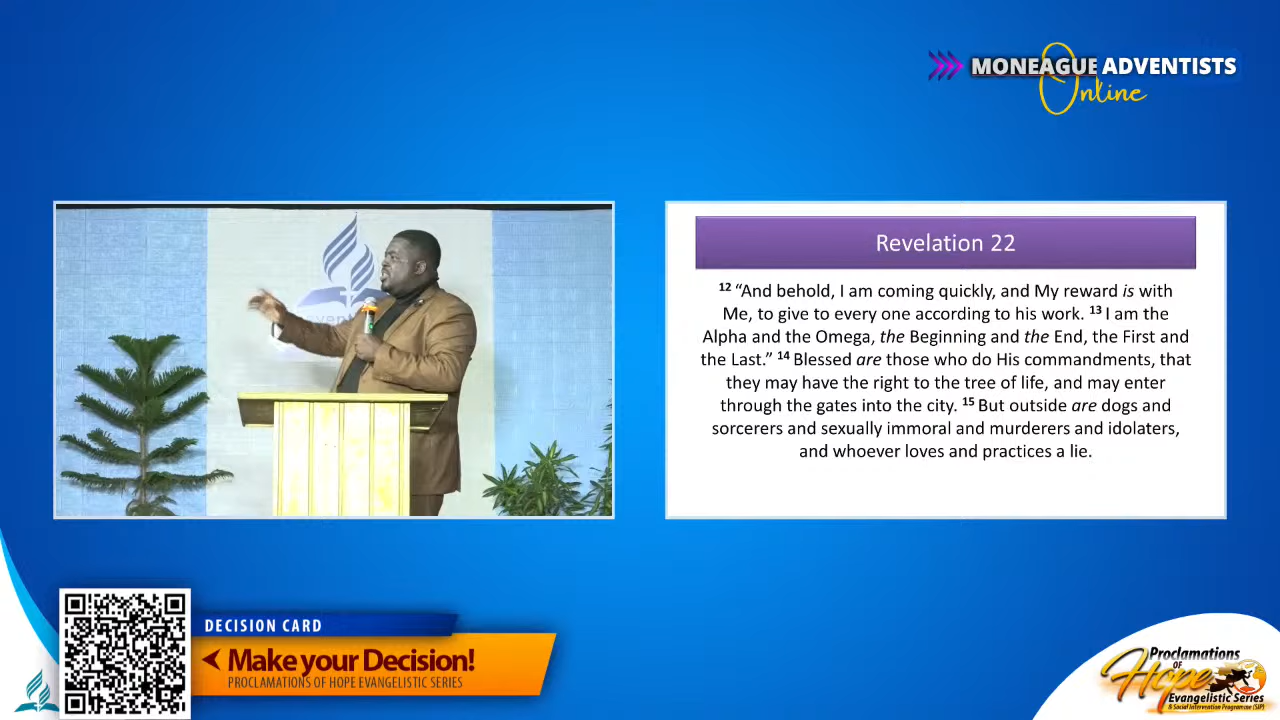 MONEAGUE ADVENTISTS
Online
Revelation 22
12 “And behold, I am coming quickly, and My reward is with
Me, to give to every one according to his work. 13 I am the
Alpha and the Omega, the Beginning and the End, the First and
the Last.” 14 Blessed are those who do His commandments, that
they may have the right to the tree of life, and may enter
through the gates into the city. 15 But outside are dogs and
sorcerers and sexually immoral and murderers and idolaters,
and whoever loves and practices a lie.
DECISION CARD
Make your Decision!
PROCLAMATIONS OF HOPE EVANGELISTIC SERIES
Proclamations
OF
Hope
Evangelistic Series
& Social Intervention Programme (SIP)